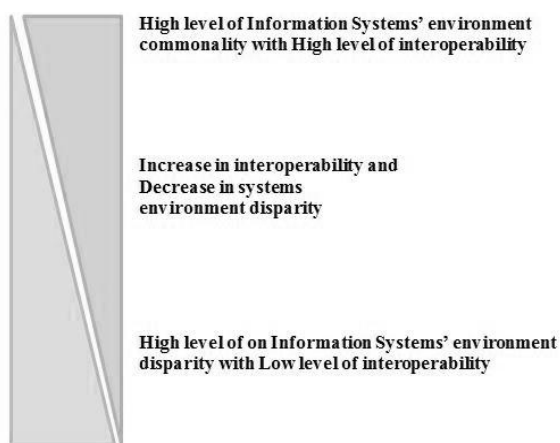 High level of Information Systems’ environment
commonality with High level of interoperability
Increase in interoperability and
Decrease in systems
environment disparity
High level of on Information Systems’ environment
disparity with Low level of interoperability